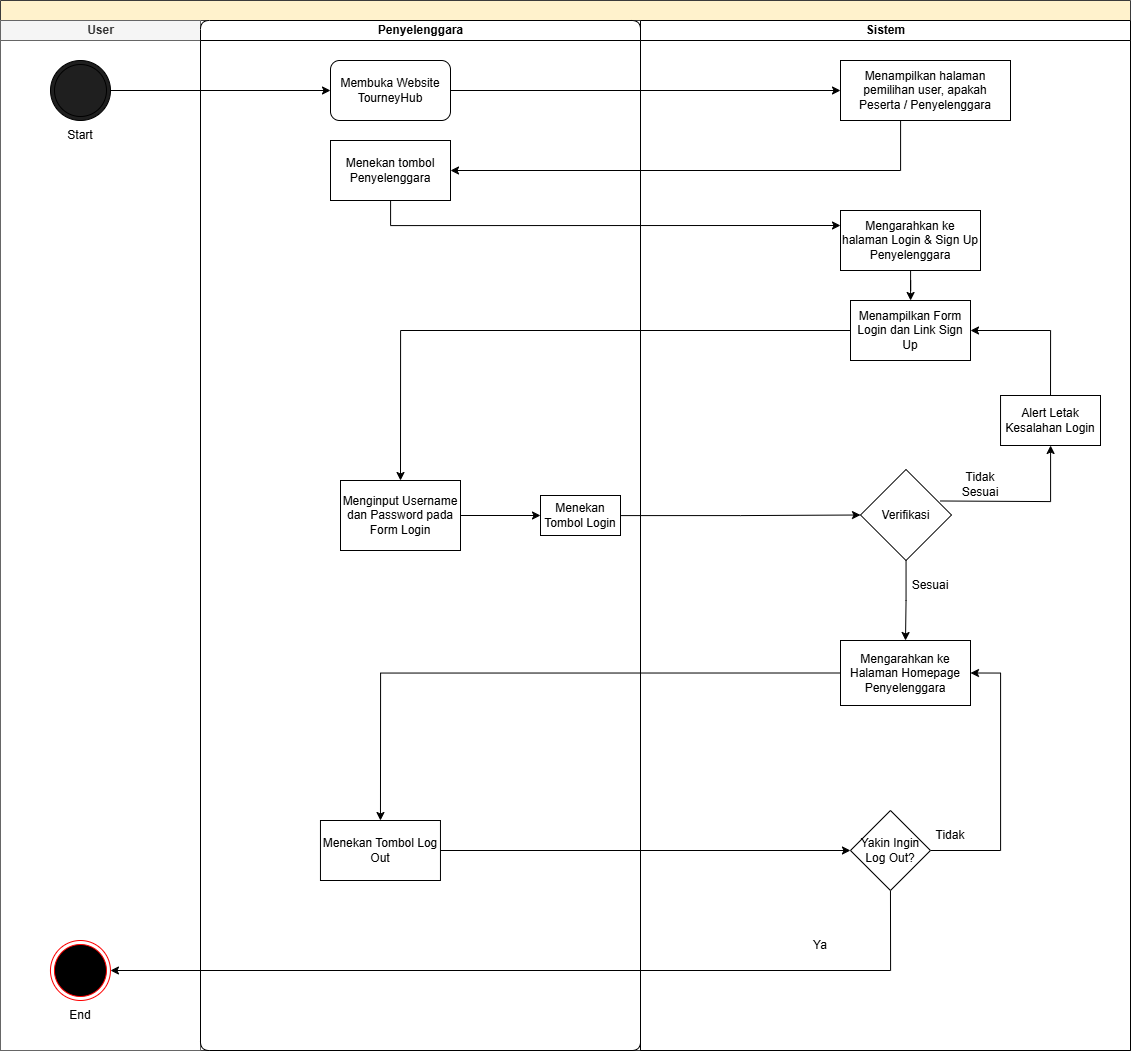 User
Penyelenggara
Sistem
Start
Membuka Website
TourneyHub
Menampilkan halaman
pemilihan user, apakah
Peserta / Penyelenggara
Menekan tombol
Penyelenggara
Mengarahkan ke
halaman Login & Sign Up
Penyelenggara
Menampilkan Form
Login dan Link Sign
Up
Alert Letak
Kesalahan Login
Menginput Username
dan Password pada
Form Login
Menekan
Tombol Login
Verifikasi
Tidak
Sesuai
Sesuai
Mengarahkan ke
Halaman Homepage
Penyelenggara
Menekan Tombol Log
Out
Yakin Ingin
Log Out?
Tidak
Ya
End